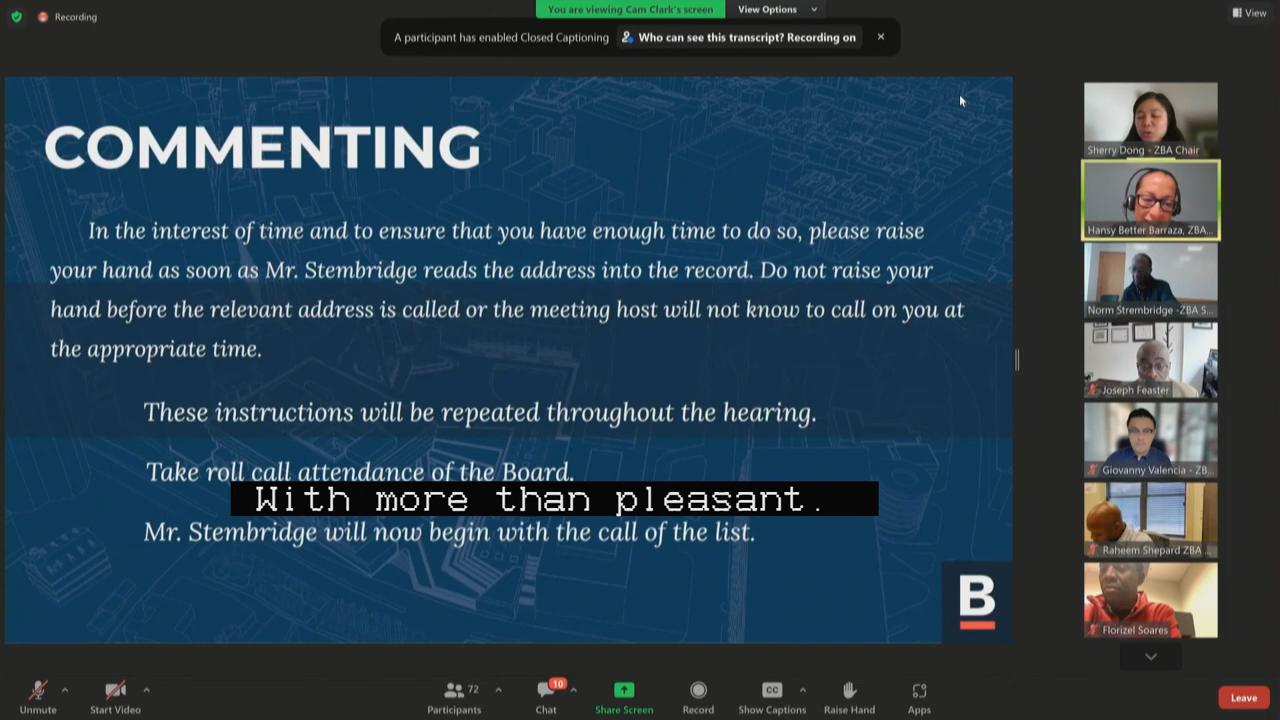 Recording
You are viewing Cam Clark's screen
View Options
View
A participant has enabled Closed Captioning
Who can see this transcript? Recording on
COMMENTING
In the interest of time and to ensure that you have enough time to do so, please raise
your hand as soon as Mr. Stembridge reads the address into the record. Do not raise your
hand before the relevant address is called or the meeting host will not know to call on you at
the appropriate time.
These instructions will be repeated throughout the hearing.
Take roll call attendance of the Board.
With more than pleasant.
Mr. Stembridge will now begin with the call of the list.
B
Sherry Dong - ZBA Chair
Hansy Better Barraza, ZBA...
Norm Strembridge -ZBA S...
Joseph Feaster
Giovanny Valencia - ZB...
Raheem Shepard ZBA ...
Florizel Soares
Unmute
Start Video
72
Participants
10
Chat
Share Screen
Record
CC
Show Captions
Raise Hand
Apps
Leave